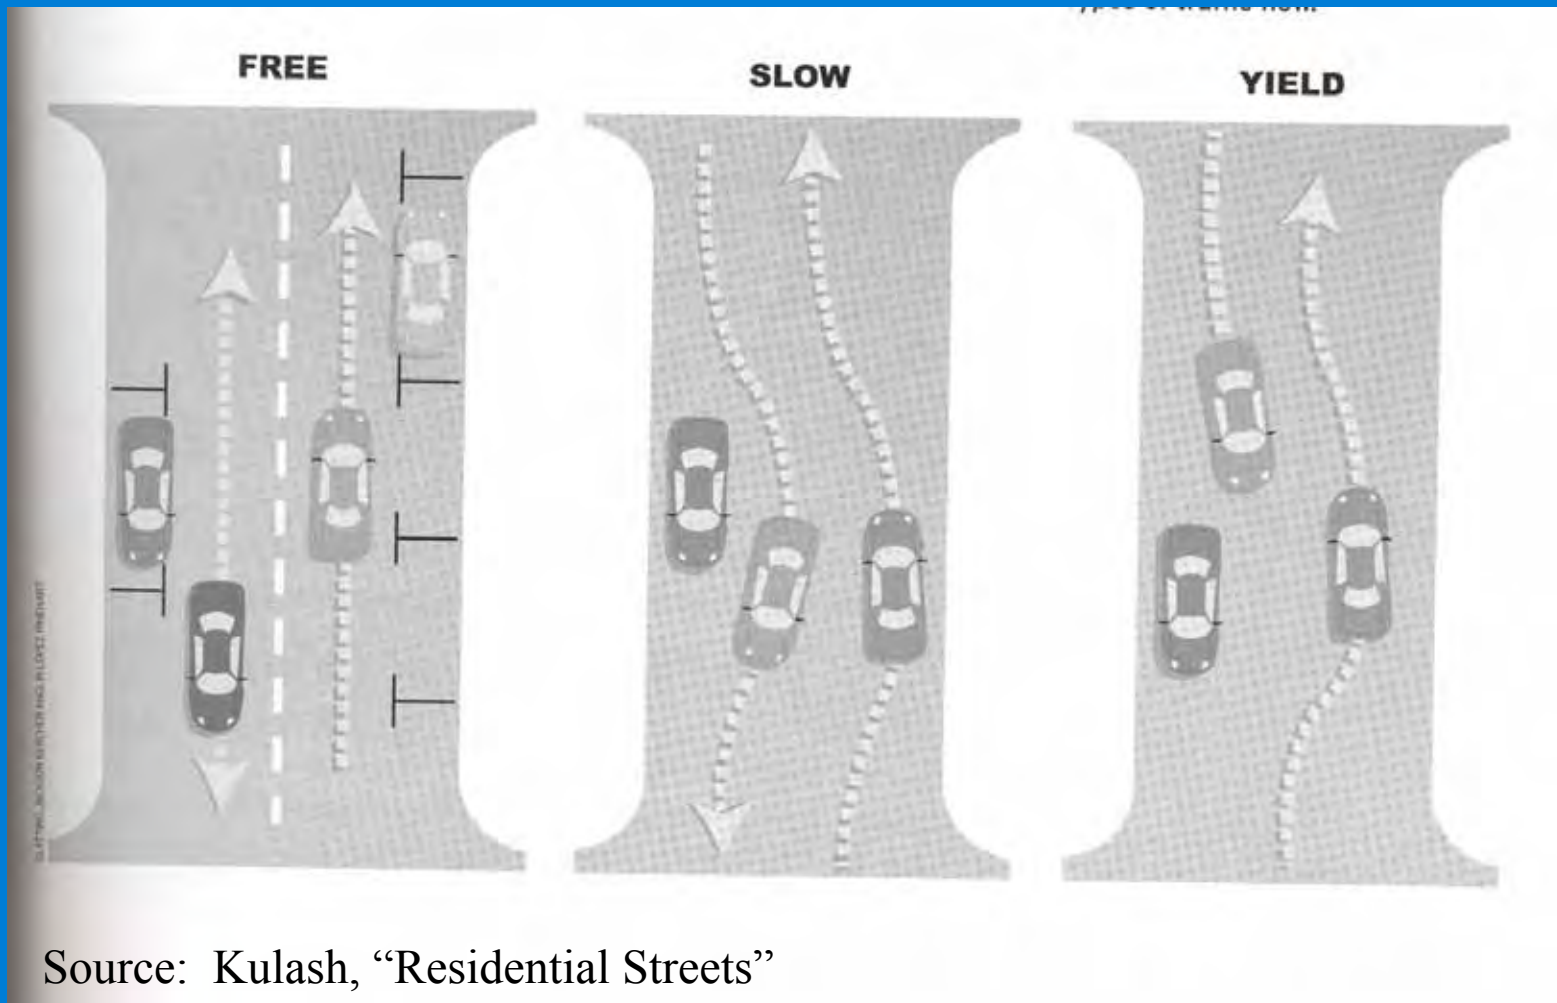 FREE
SLOW
YIELD
Source: Kulash, “Residential Streets”